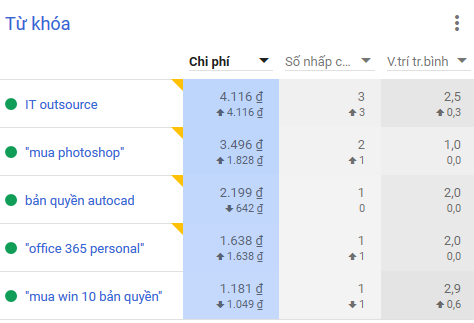 Từ khóa
Chi phí Số nhấp c... V.trí tr.bình
IT outsource 4.116 ₫ 3 2,5
4.116 ₫ 3 0,3
"mua photoshop" 3.496 ₫ 2 1,0
1.828 ₫ 1 0,0
bản quyền autocad 2.199 ₫ 1 2,0
642 ₫ 0 0,0
"office 365 personal" 1.638 ₫ 1 2,0
1.638 ₫ 1 0,0
"mua win 10 bản quyền" 1.181 ₫ 1 2,9
1.049 ₫ 1 0,6